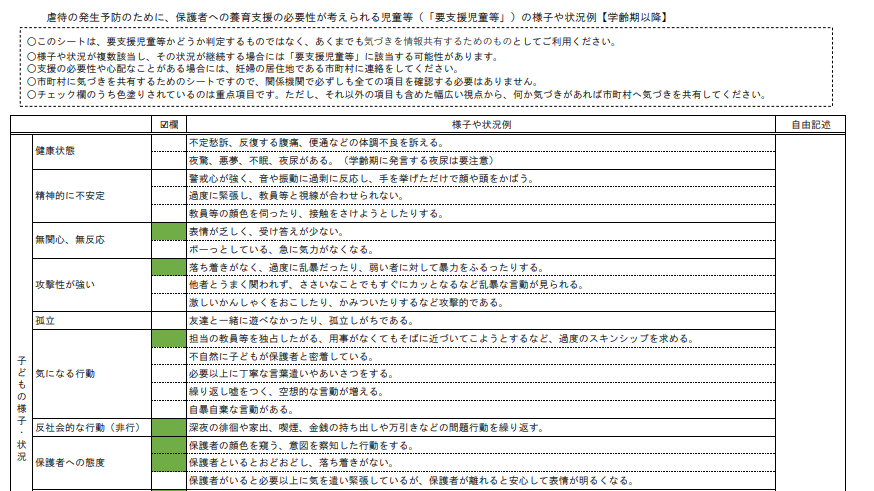 虐待の発生予防のために、保護者への養育支援の必要性が考えられる児童等（「要支援児童等」）の様子や状況例【学齢期以降】
○このシートは、要支援児童等かどうか判定するものではなく、あくまでも気づきを情報共有するためのものとしてご利用ください。
○様子や状況が複数該当し、その状況が継続する場合には「要支援児童等」に該当する可能性があります。
○支援の必要性や心配なことがある場合には、妊婦の居住地である市町村に連絡をしてください。
○市町村に気づきを共有するためのシートですので、関係機関で必ずしも全ての項目を確認する必要はありません。
○チェック欄のうち色塗りされているのは重点項目です。ただし、それ以外の項目も含めた幅広い視点から、何か気づきがあれば市町村へ気づきを共有してください。
☑欄 様子や状況例 自由記述
子どもの様子・状況
健康状態
不定愁訴、反復する腹痛、便通などの体調不良を訴える。
夜驚、悪夢、不眠、夜尿がある。（学齢期に発言する夜尿は要注意）
精神的に不安定
警戒心が強く、音や振動に過剰に反応し、手を挙げただけで顔や頭をかばう。
過度に緊張し、教員等と視線が合わせられない。
教員等の顔色を伺ったり、接触をさけようとしたりする。
無関心、無反応
表情が乏しく、受け答えが少ない。
ボーっとしている、急に気力がなくなる。
攻撃性が強い
落ち着きがなく、過度に乱暴だったり、弱い者に対して暴力をふるったりする。
他者とうまく関われず、ささいなことでもすぐにカッとなるなど乱暴な言動が見られる。
激しいかんしゃくをおこしたり、かみついたりするなど攻撃的である。
孤立
友達と一緒に遊べなかったり、孤立しがちである。
気になる行動
担当の教員等を独占したがる、用事がなくてもそばに近づいてこようとするなど、過度のスキンシップを求める。
不自然に子どもが保護者と密着している。
必要以上に丁寧な言葉遣いやあいさつをする。
繰り返し嘘をつく、空想的な言動が増える。
自暴自棄な言動がある。
反社会的な行動（非行）
深夜の徘徊や家出、喫煙、金銭の持ち出しや万引きなどの問題行動を繰り返す。
保護者への態度
保護者の顔色を窺う、意図を察知した行動をする。
保護者といるとおどおどし、落ち着きがない。
保護者がいると必要以上に気を遣い緊張しているが、保護者が離れると安心して表情が明るくなる。